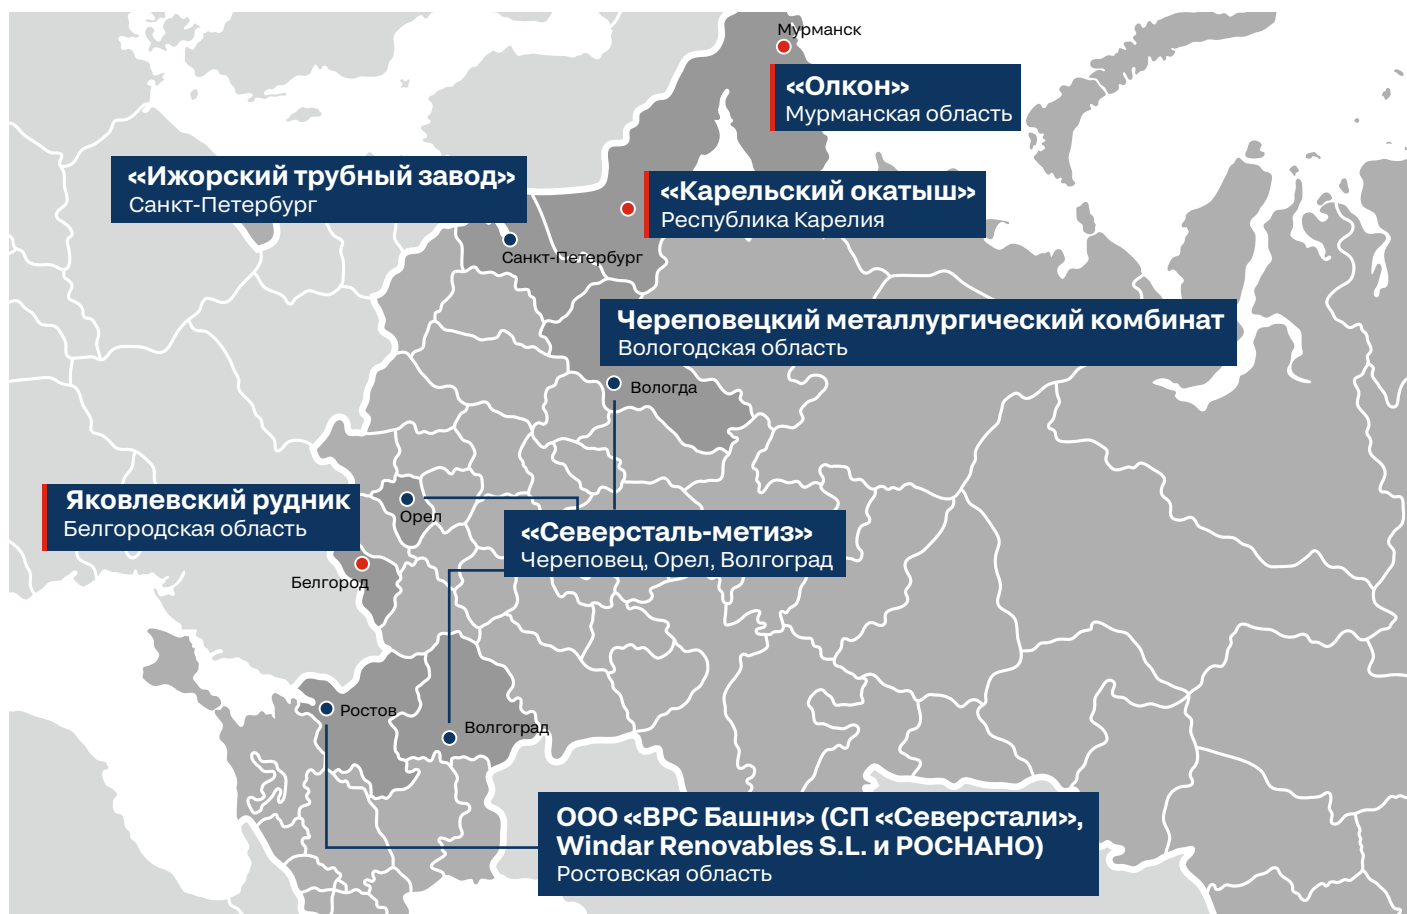 Мурманск
«Олкон»
Мурманская область
«Ижорский трубный завод»
Санкт-Петербург
«Карельский окатыш»
Республика Карелия
Санкт-Петербург
Череповецкий металлургический комбинат
Вологодская область
Вологда
Яковлевский рудник
Белгородская область
Орел
«Северсталь-метиз»
Череповец, Орел, Волгоград
Белгород
Ростов
Волгоград
ООО «ВРС Башни» (СП «Северстали»,
Windar Renovables S.L. и РОСНАНО)
Ростовская область